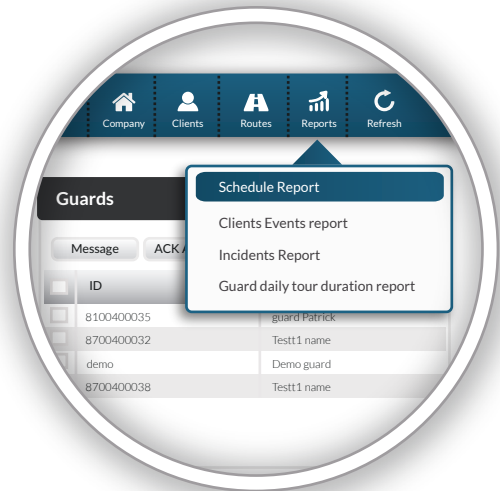 Company Clients Routes Reports Refresh
Schedule Report
Guards
Clients Events report
Message ACK
Incidents Report
ID
Guard daily tour duration report
8100400035 guard Patrick
8700400032 Testt1 name
demo Demo guard
8700400038 Testt1 name